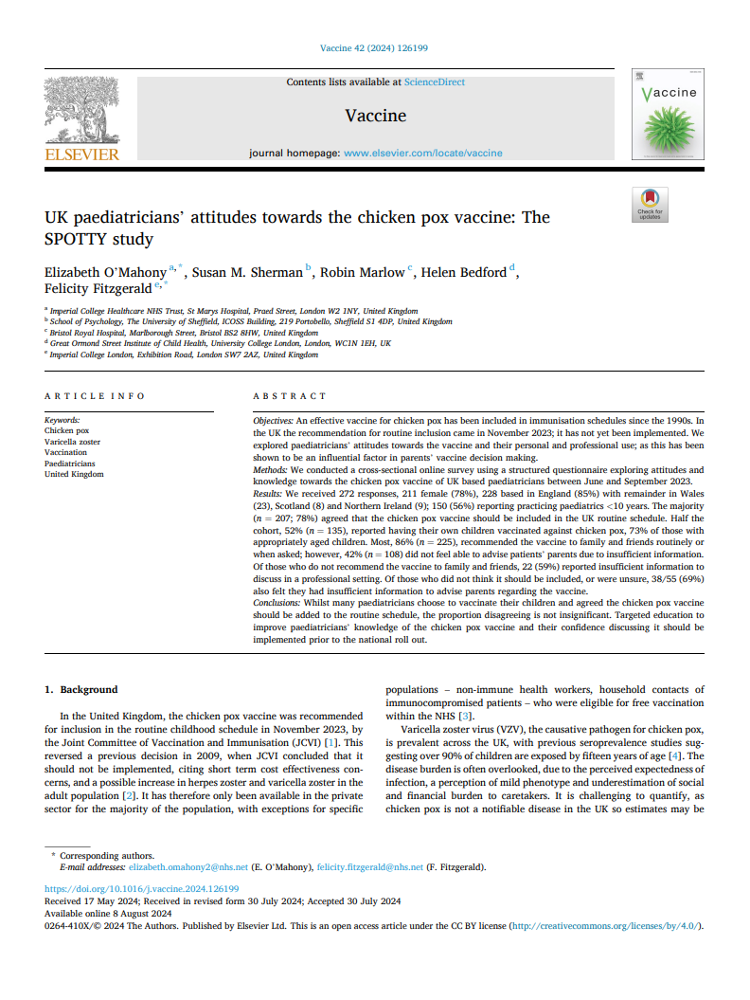 Vaccine 42 (2024) 126199
Contents lists available at ScienceDirect
Vaccine
journal homepage: www.elsevier.com/locate/vaccine
ELSEVIER
Vaccine
Check for
updates
UK paediatricians' attitudes towards the chicken pox vaccine: The
SPOTTY study
Elizabeth O'Mahony a,*, Susan M. Sherman b, Robin Marlow c, Helen Bedford d,
Felicity Fitzgerald e,*
a Imperial College Healthcare NHS Trust, St Marys Hospital, Praed Street, London W2 1NY, United Kingdom
b School of Psychology, The University of Sheffield, ICOSS Building, 219 Portobello, Sheffield S1 4DP, United Kingdom
c Bristol Royal Hospital, Marlborough Street, Bristol BS2 8HW, United Kingdom
d Great Ormond Street Institute of Child Health, University College London, London, WC1N 1EH, UK
e Imperial College London, Exhibition Road, London SW7 2AZ, United Kingdom
ARTICLE INFO
Keywords:
Chicken pox
Varicella zoster
Vaccination
Paediatricians
United Kingdom
ABSTRACT
Objectives: An effective vaccine for chicken pox has been included in immunisation schedules since the 1990s. In
the UK the recommendation for routine inclusion came in November 2023; it has not yet been implemented. We
explored paediatricians' attitudes towards the vaccine and their personal and professional use; as this has been
shown to be an influential factor in parents' vaccine decision making.
Methods: We conducted a cross-sectional online survey using a structured questionnaire exploring attitudes and
knowledge towards the chicken pox vaccine of UK based paediatricians between June and September 2023.
Results: We received 272 responses, 211 female (78%), 228 based in England (85%) with remainder in Wales
(23), Scotland (8) and Northern Ireland (9); 150 (56%) reporting practicing paediatrics <10 years. The majority
(n = 207; 78%) agreed that the chicken pox vaccine should be included in the UK routine schedule. Half the
cohort, 52% (n = 135), reported having their own children vaccinated against chicken pox, 73% of those with
appropriately aged children. Most, 86% (n = 225), recommended the vaccine to family and friends routinely or
when asked; however, 42% (n = 108) did not feel able to advise patients' parents due to insufficient information.
Of those who do not recommend the vaccine to family and friends, 22 (59%) reported insufficient information to
discuss in a professional setting. Of those who did not think it should be included, or were unsure, 38/55 (69%)
also felt they had insufficient information to advise parents regarding the vaccine.
Conclusions: Whilst many paediatricians choose to vaccinate their children and agreed the chicken pox vaccine
should be added to the routine schedule, the proportion disagreeing is not insignificant. Targeted education to
improve paediatricians' knowledge of the chicken pox vaccine and their confidence discussing it should be
implemented prior to the national roll out.
1. Background
In the United Kingdom, the chicken pox vaccine was recommended
for inclusion in the routine childhood schedule in November 2023, by
the Joint Committee of Vaccination and Immunisation (JCVI) [1]. This
reversed a previous decision in 2009, when JCVI concluded that it
should not be implemented, citing short term cost effectiveness con-
cerns, and a possible increase in herpes zoster and varicella zoster in the
adult population [2]. It has therefore only been available in the private
sector for the majority of the population, with exceptions for specific
populations – non-immune health workers, household contacts of
immunocompromised patients – who were eligible for free vaccination
within the NHS [3].
Varicella zoster virus (VZV), the causative pathogen for chicken pox,
is prevalent across the UK, with previous seroprevalence studies sug-
gesting over 90% of children are exposed by fifteen years of age [4]. The
disease burden is often overlooked, due to the perceived expectedness of
infection, a perception of mild phenotype and underestimation of social
and financial burden to caretakers. It is challenging to quantify, as
chicken pox is not a notifiable disease in the UK so estimates may be
* Corresponding authors.
E-mail addresses: elizabeth.omahony2@nhs.net (E. O'Mahony), felicity.fitzgerald@nhs.net (F. Fitzgerald).
https://doi.org/10.1016/j.vaccine.2024.126199
Received 17 May 2024; Received in revised form 30 July 2024; Accepted 30 July 2024
Available online 8 August 2024
0264-410X/© 2024 The Authors. Published by Elsevier Ltd. This is an open access article under the CC BY license (http://creativecommons.org/licenses/by/4.0/).